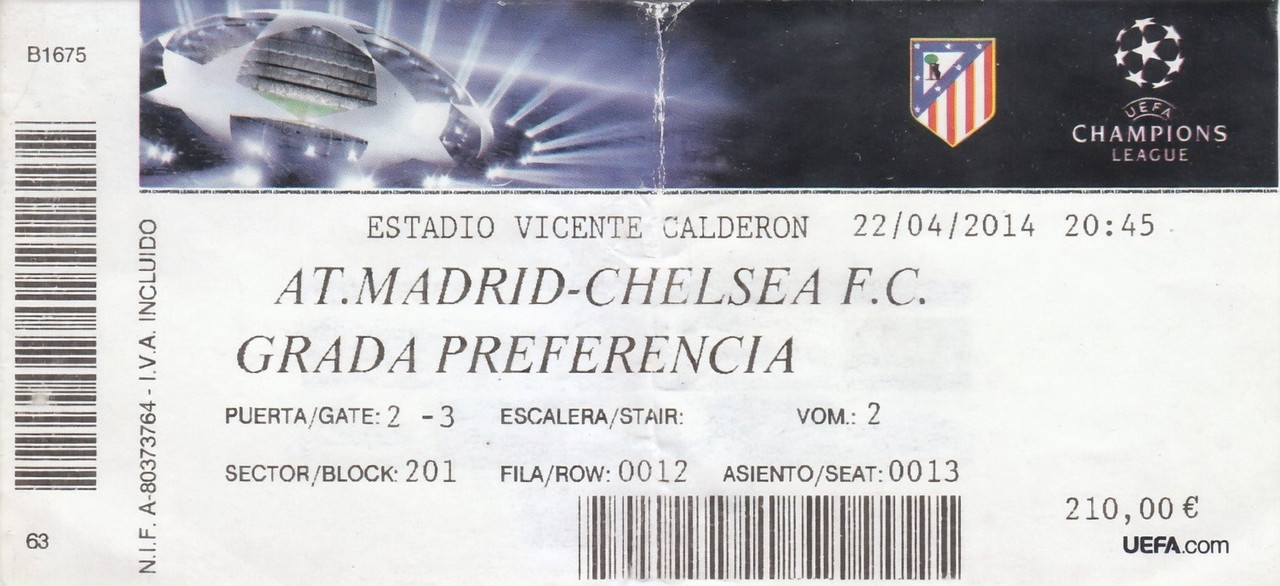 B1675
UEFA
CHAMPIONS
LEAGUE
ESTADIO VICENTE CALDERON 22/04/2014 20:45
AT.MADRID-CHELSEA F.C.
GRADA PREFERENCIA
PUERTA/GATE: 2 -3 ESCALERA/STAIR: VOM.: 2
SECTOR/BLOCK: 201 FILA/ROW: 0012 ASIENTO/SEAT: 0013
210,00 €
UEFA.com
63
N.I.F. A-80373764 - I.V.A. INCLUIDO